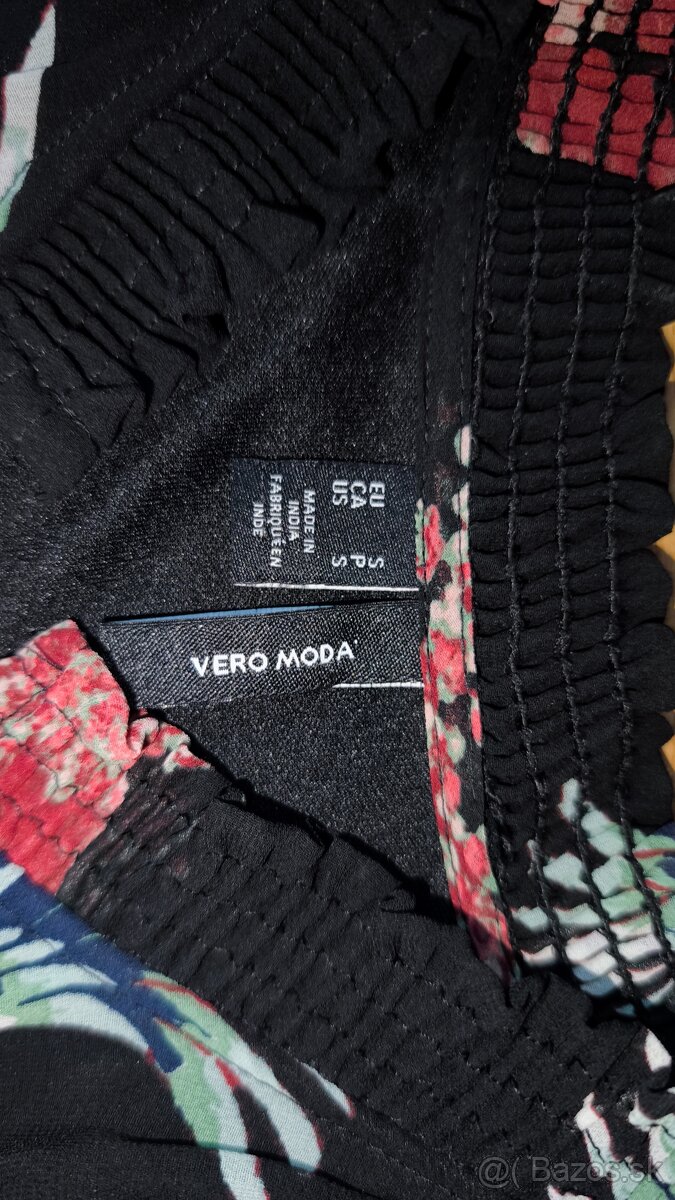 EU S
CA P
US S
MADE IN
INDIA
FABRIQUÉ EN
INDE
VERO MODA
@( Bazos.sk